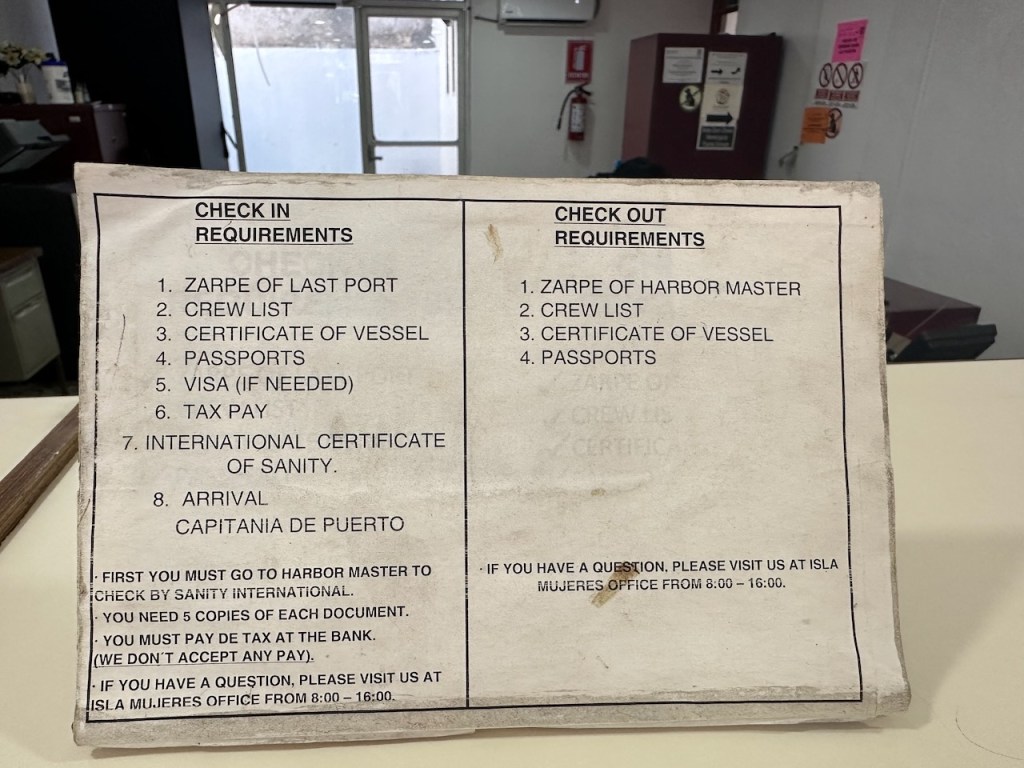 CHECK IN
REQUIREMENTS
1. ZARPE OF LAST PORT
2. CREW LIST
3. CERTIFICATE OF VESSEL
4. PASSPORTS
5. VISA (IF NEEDED)
6. TAX PAY
7. INTERNATIONAL CERTIFICATE
OF SANITY.
8. ARRIVAL
CAPITANIA DE PUERTO
· FIRST YOU MUST GO TO HARBOR MASTER TO
CHECK BY SANITY INTERNATIONAL.
· YOU NEED 5 COPIES OF EACH DOCUMENT.
· YOU MUST PAY DE TAX AT THE BANK.
(WE DON´T ACCEPT ANY PAY).
· IF YOU HAVE A QUESTION, PLEASE VISIT US AT
ISLA MUJERES OFFICE FROM 8:00 – 16:00.
CHECK OUT
REQUIREMENTS
1. ZARPE OF HARBOR MASTER
2. CREW LIST
3. CERTIFICATE OF VESSEL
4. PASSPORTS
· IF YOU HAVE A QUESTION, PLEASE VISIT US AT ISLA
MUJERES OFFICE FROM 8:00 – 16:00.